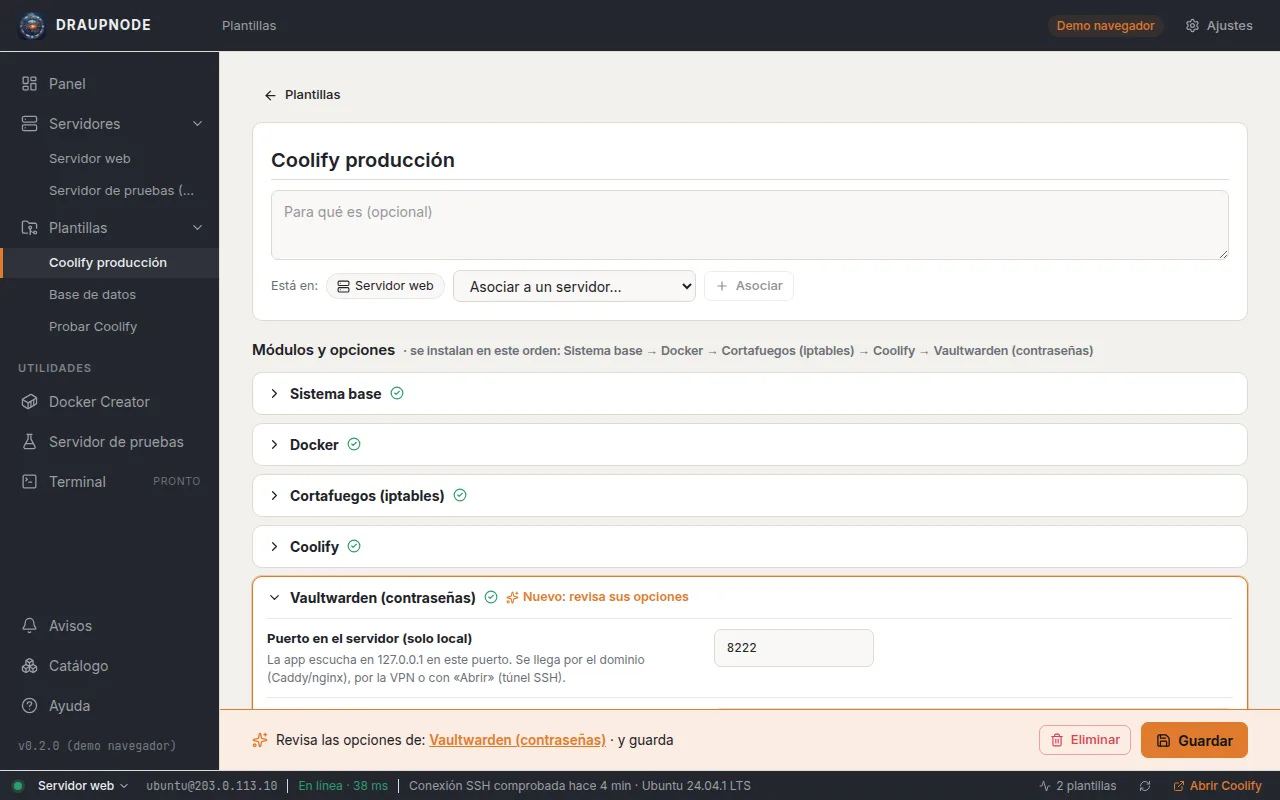 DRAUPNODE
Plantillas
Demo navegador
Ajustes
Panel
Servidores
Servidor web
Servidor de pruebas (...
Plantillas
Coolify producción
Base de datos
Probar Coolify
UTILIDADES
Docker Creator
Servidor de pruebas
Terminal
PRONTO
Avisos
Catálogo
Ayuda
v0.2.0 (demo navegador)
Plantillas
Coolify producción
Para qué es (opcional)
Está en:
Servidor web
Asociar a un servidor...
Asociar
Módulos y opciones · se instalan en este orden: Sistema base → Docker → Cortafuegos (iptables) → Coolify → Vaultwarden (contraseñas)
Sistema base
Docker
Cortafuegos (iptables)
Coolify
Vaultwarden (contraseñas)
Nuevo: revisa sus opciones
Puerto en el servidor (solo local)
La app escucha en 127.0.0.1 en este puerto. Se llega por el dominio
(Caddy/nginx), por la VPN o con «Abrir» (túnel SSH).
8222
Revisa las opciones de: Vaultwarden (contraseñas) · y guarda
Eliminar
Guardar
Servidor web
ubuntu@203.0.113.10
En línea · 38 ms
Conexión SSH comprobada hace 4 min · Ubuntu 24.04.1 LTS
2 plantillas
Abrir Coolify